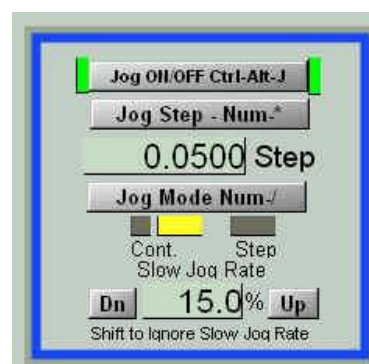 Jog ON/OFF Ctrl-Alt-J
Jog Step - Num-*
0.0500 Step
Jog Mode Num-/
Cont. Step
Slow Jog Rate
Dn 15.0% Up
Shift to Ignore Slow Jog Rate